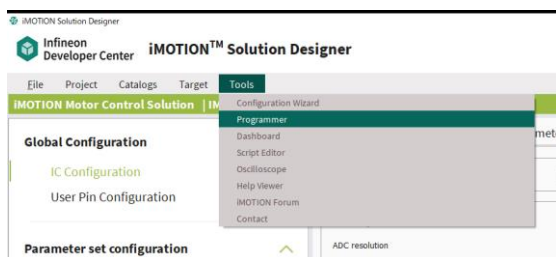 iMOTION Solution Designer
Infineon
Developer Center
iMOTION™ Solution Designer
File Project Catalogs Target Tools
iMOTION Motor Control Solution | IM
Configuration Wizard
Programmer
Dashboard
Script Editor
Oscilloscope
Help Viewer
iMOTION Forum
Contact
Global Configuration
IC Configuration
User Pin Configuration
Parameter set configuration
ADC resolution